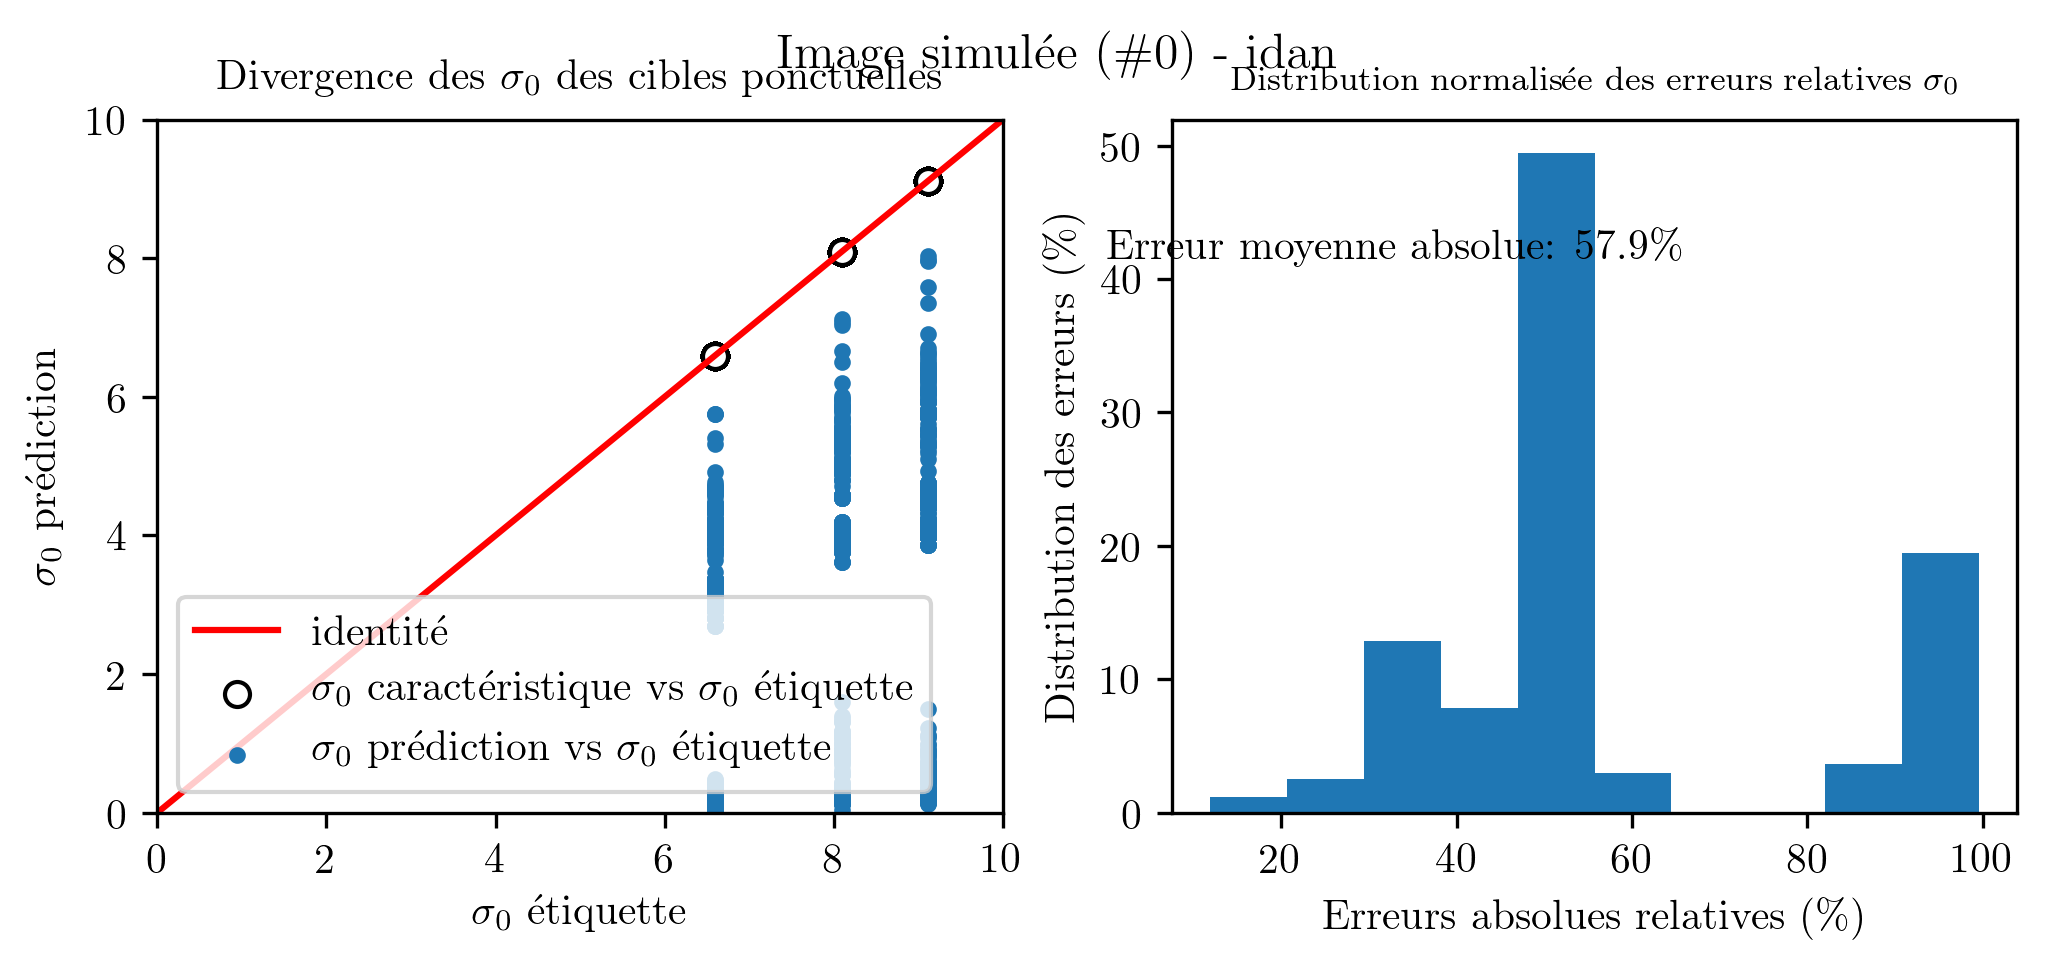 Image simulée (#0) - idan
Divergence des σ₀ des cibles ponctuelles
10
8
6
4
2
0
σ₀ prédiction
identité
σ₀ caractéristique vs σ₀ étiquette
σ₀ prédiction vs σ₀ étiquette
0 2 4 6 8 10
σ₀ étiquette
Distribution normalisée des erreurs relatives σ₀
50
40
30
20
10
0
Distribution des erreurs (%)
Erreur moyenne absolue: 57.9%
20 40 60 80 100
Erreurs absolues relatives (%)